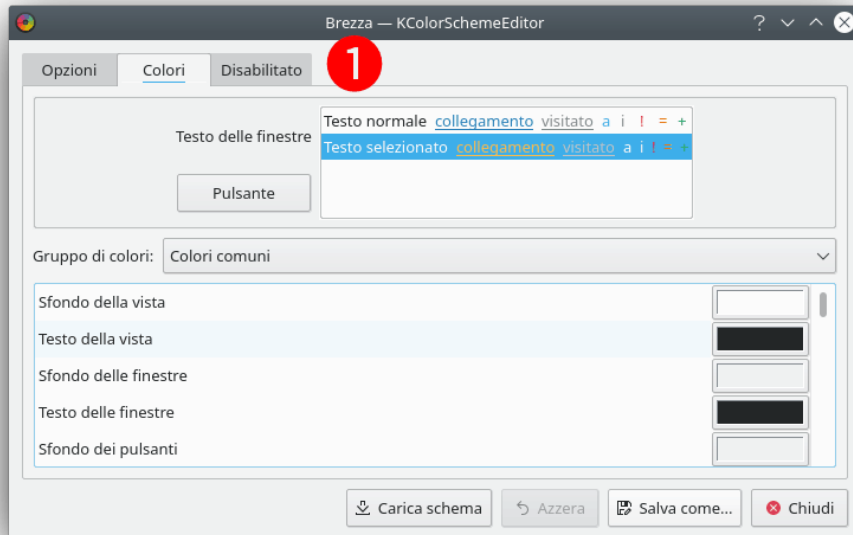 Brezza — KColorSchemeEditor ?
Opzioni Colori Disabilitato 1
Testo normale collegamento visitato a i ! = +
Testo delle finestre
Testo selezionato collegamento visitato a i ! = +
Pulsante
Gruppo di colori: Colori comuni
Sfondo della vista
Testo della vista
Sfondo delle finestre
Testo delle finestre
Sfondo dei pulsanti
Carica schema Azzera Salva come... Chiudi